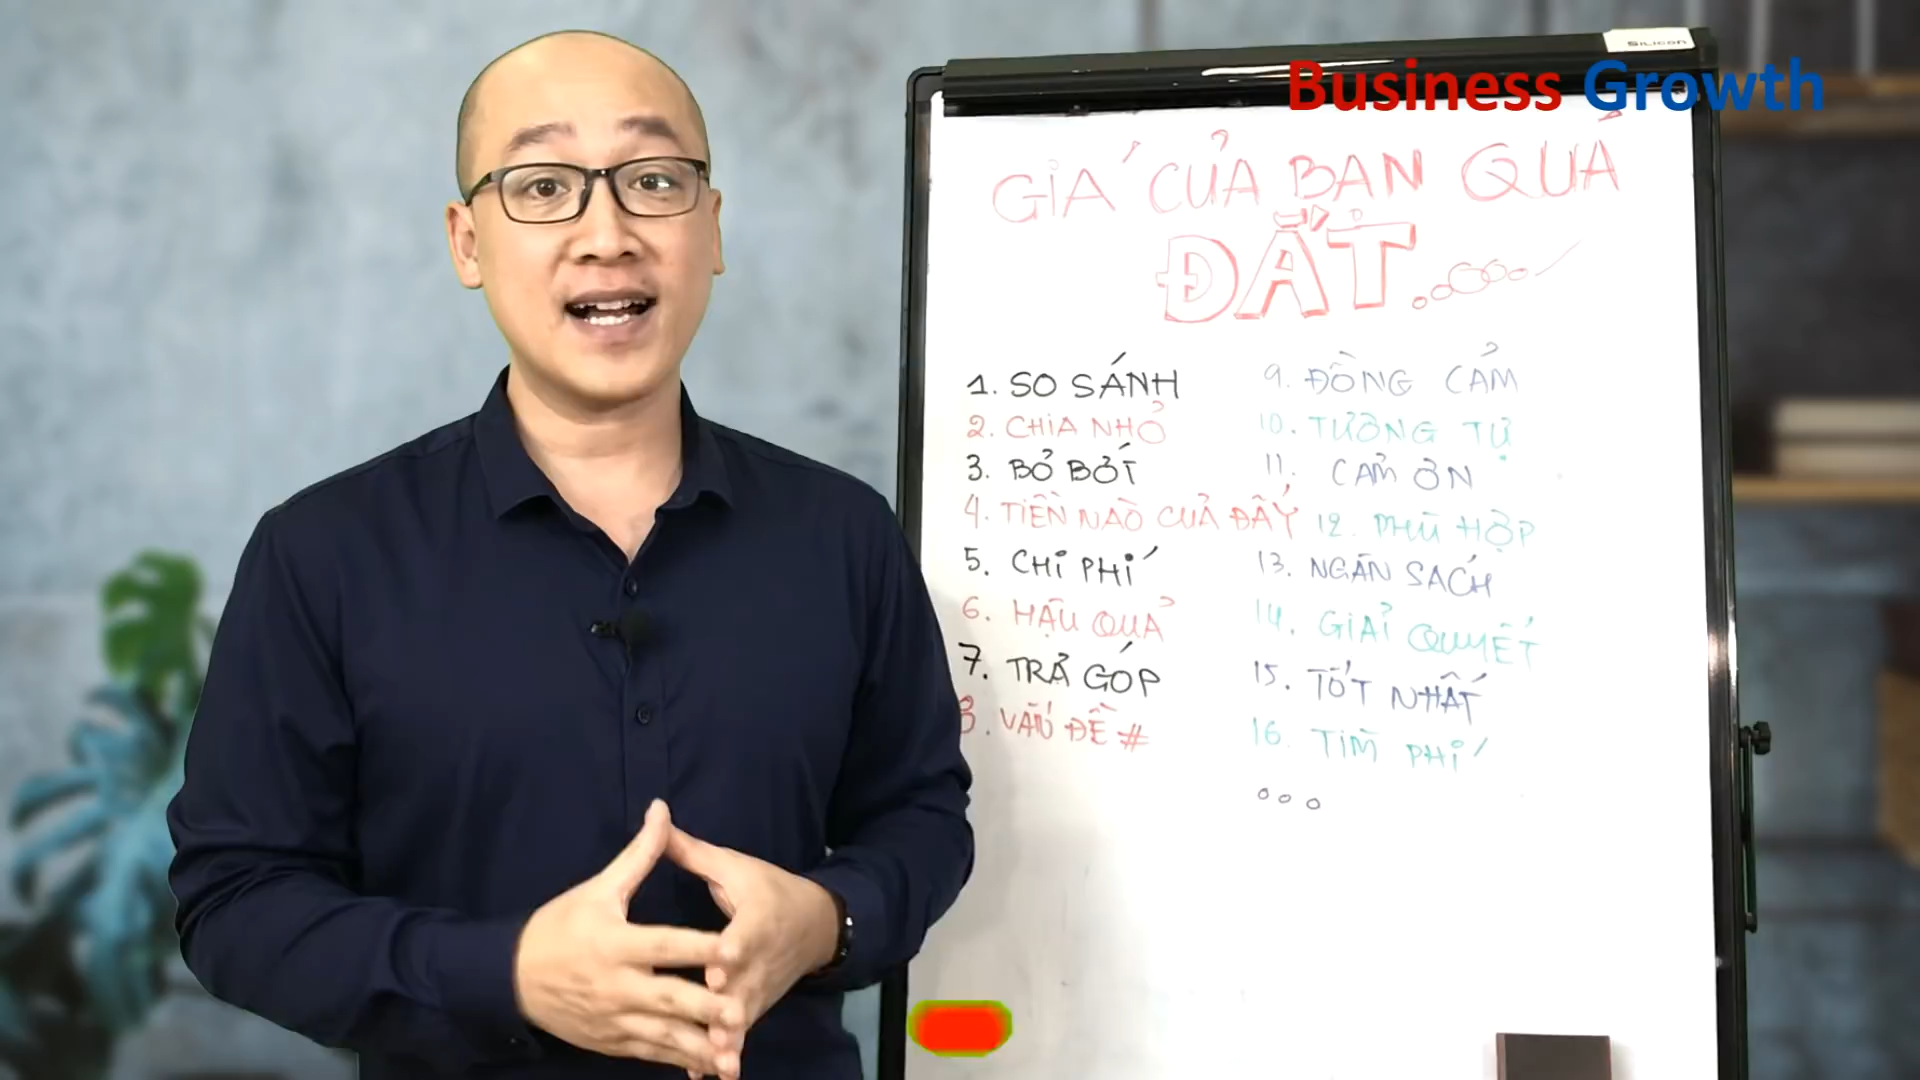 SILICON
Business Growth
GIÁ CỦA BẠN QUÁ
ĐẮT...
1. SO SÁNH
2. CHIA NHỎ
3. BỎ BỚT
4. TIỀN NÀO CỦA ĐẤY
5. CHI PHÍ
6. HẬU QUẢ
7. TRẢ GÓP
8. VẤN ĐỀ #
9. ĐỒNG CẢM
10. TƯƠNG TỰ
11. CẢM ƠN
12. PHÙ HỢP
13. NGÂN SÁCH
14. GIẢI QUYẾT
15. TỐT NHẤT
16. TÌM PHÍ
...